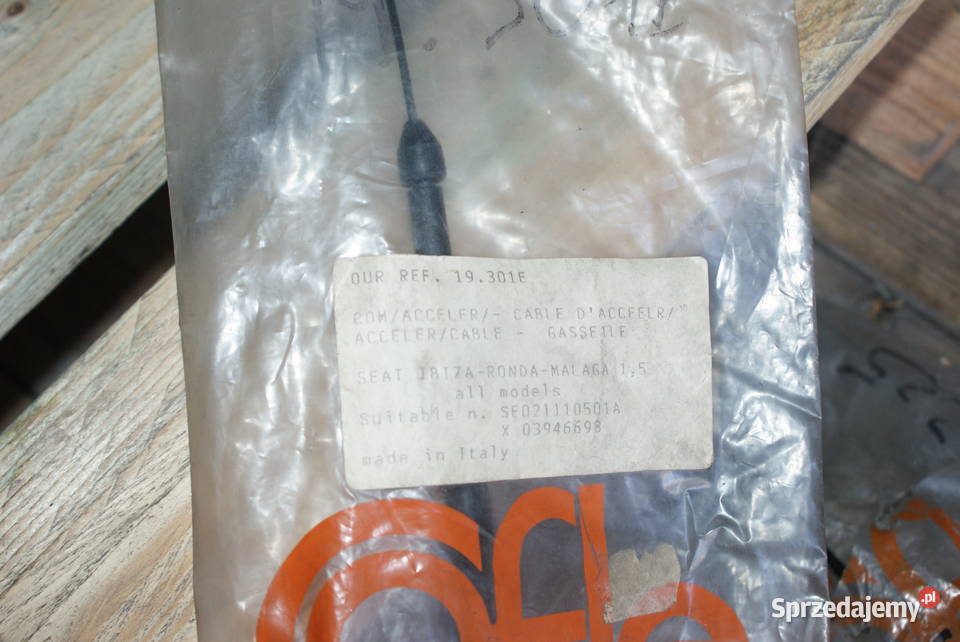 OUR REF. 19.301E
COM/ACCELER/- CABLE D'ACCEELR/
ACCELER/CABLE - GASSEILE
SEAT IBIZA-RONDA-MALAGA 1,5
all models
Suitable n. SE021110501A
X 03946698
made in Italy
Sprzedajemy.pl